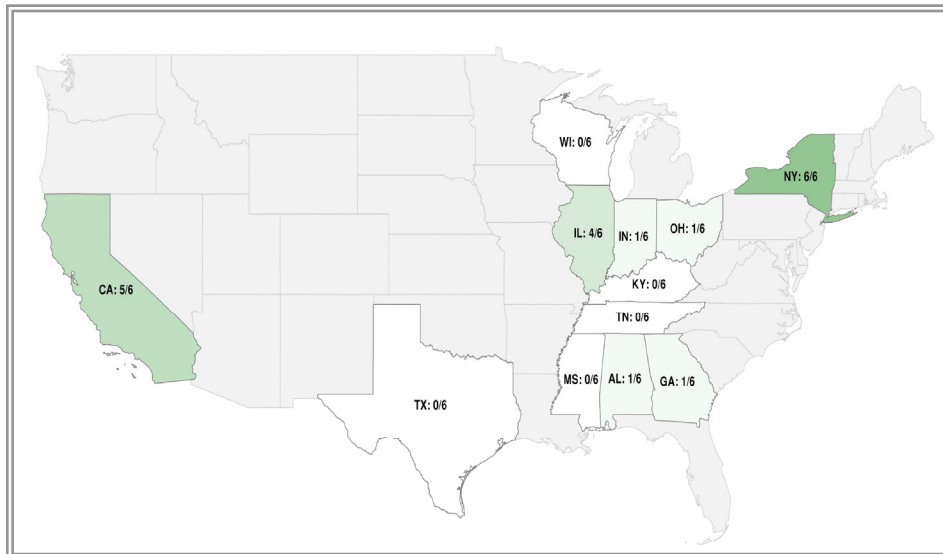 WI: 0/6
NY: 6/6
IL: 4/6
IN: 1/6
OH: 1/6
CA: 5/6
KY: 0/6
TN: 0/6
MS: 0/6
AL: 1/6
GA: 1/6
TX: 0/6